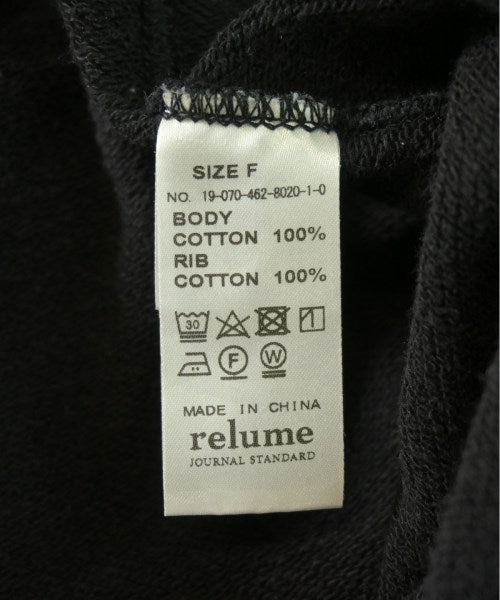 SIZE F
NO. 19-070-462-8020-1-0
BODY
COTTON 100%
RIB
COTTON 100%
30
F W
MADE IN CHINA
relume
JOURNAL STANDARD